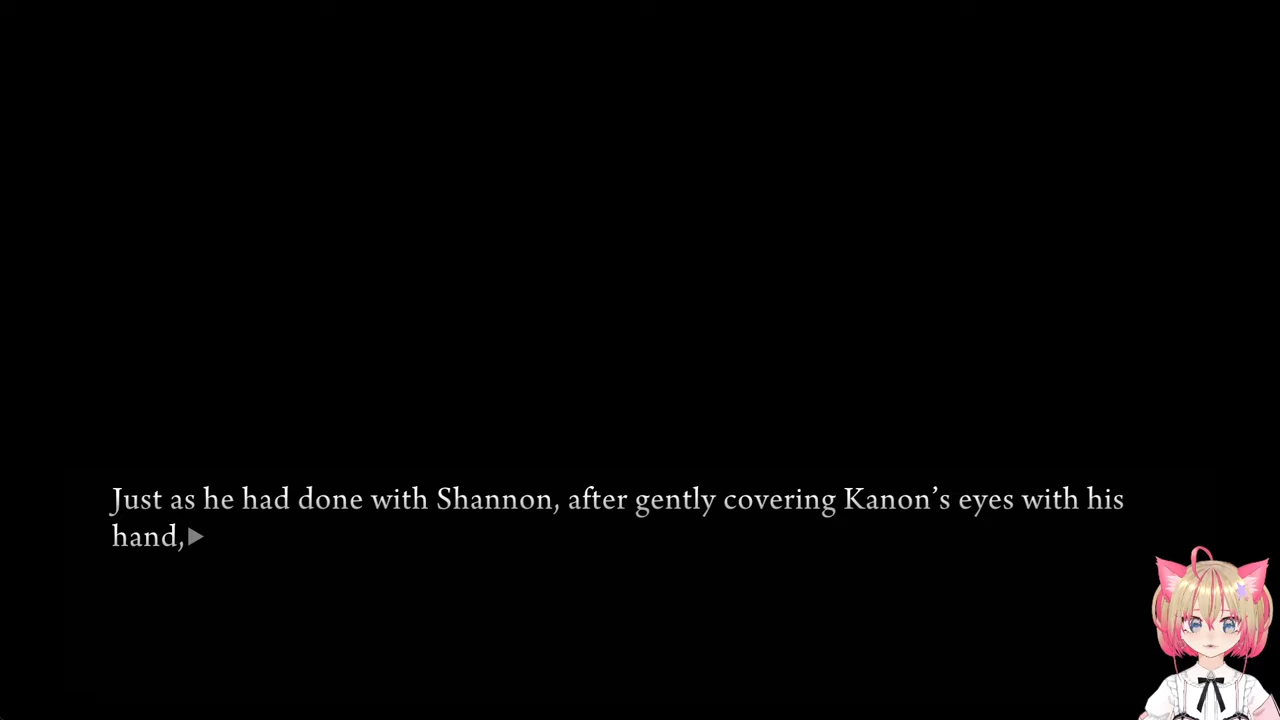 Just as he had done with Shannon, after gently covering Kanon’s eyes with his
hand,